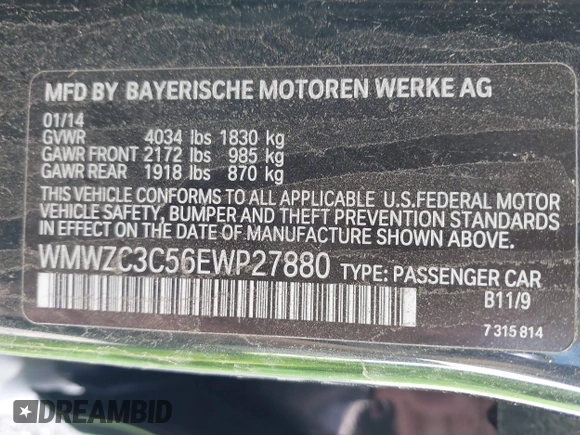 MFD BY BAYERISCHE MOTOREN WERKE AG
01/14
GVWR 4034 lbs 1830 kg
GAWR FRONT 2172 lbs 985 kg
GAWR REAR 1918 lbs 870 kg
THIS VEHICLE CONFORMS TO ALL APPLICABLE U.S.FEDERAL MOTOR
VEHICLE SAFETY, BUMPER AND THEFT PREVENTION STANDARDS
IN EFFECT ON THE DATE OF MANUFACTURE SHOWN ABOVE.
WMWZC3C56EWP27880 TYPE: PASSENGER CAR
B11/9
7 315 814
DREAMBID